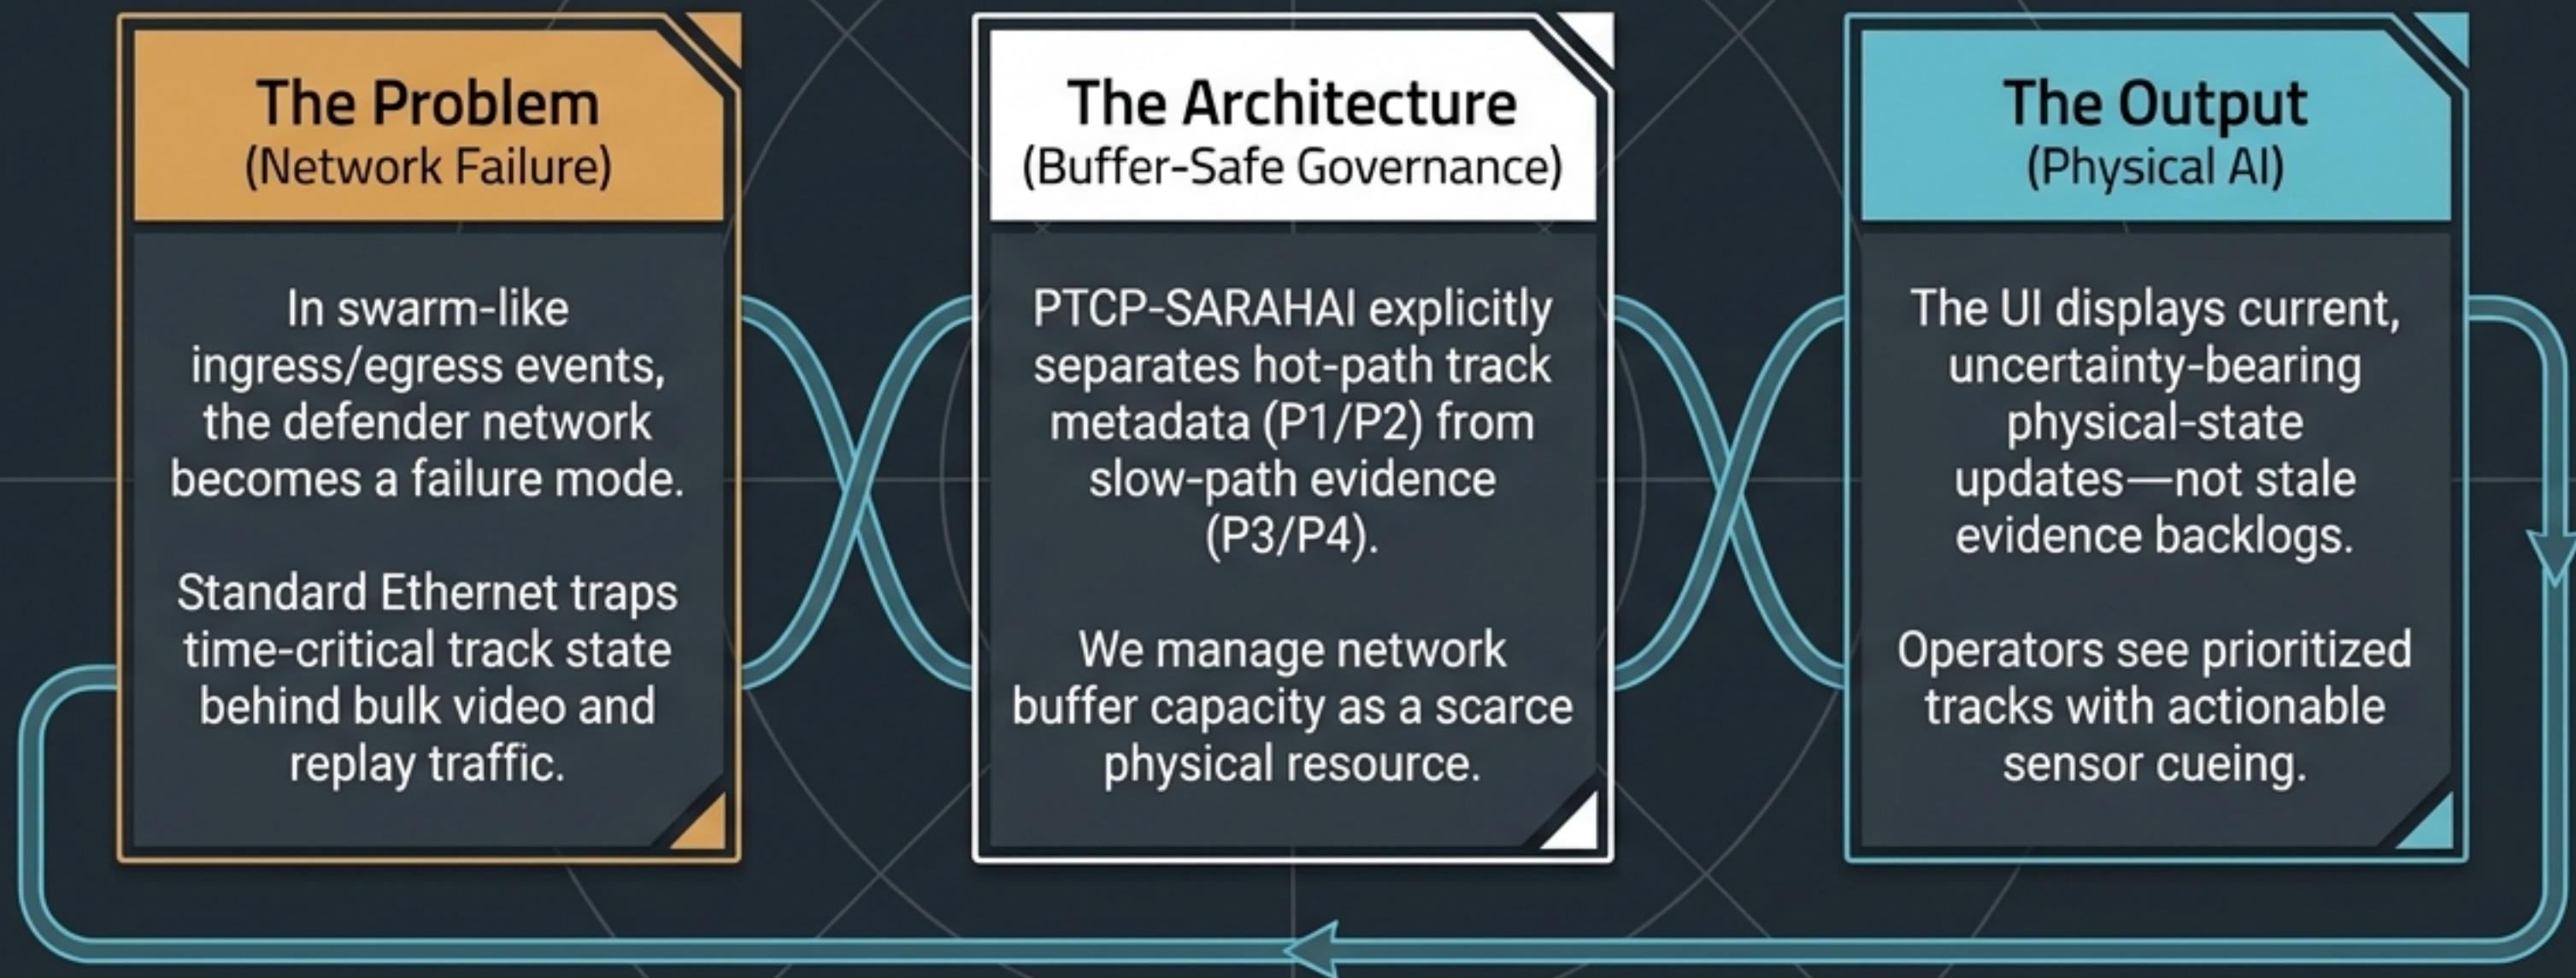 The Problem
(Network Failure)
In swarm-like
ingress/egress events,
the defender network
becomes a failure mode.
Standard Ethernet traps
time-critical track state
behind bulk video and
replay traffic.
The Architecture
(Buffer-Safe Governance)
PTCP-SARAHAI explicitly
separates hot-path track
metadata (P1/P2) from
slow-path evidence
(P3/P4).
We manage network
buffer capacity as a scarce
physical resource.
The Output
(Physical AI)
The UI displays current,
uncertainty-bearing
physical-state
updates—not stale
evidence backlogs.
Operators see prioritized
tracks with actionable
sensor cueing.